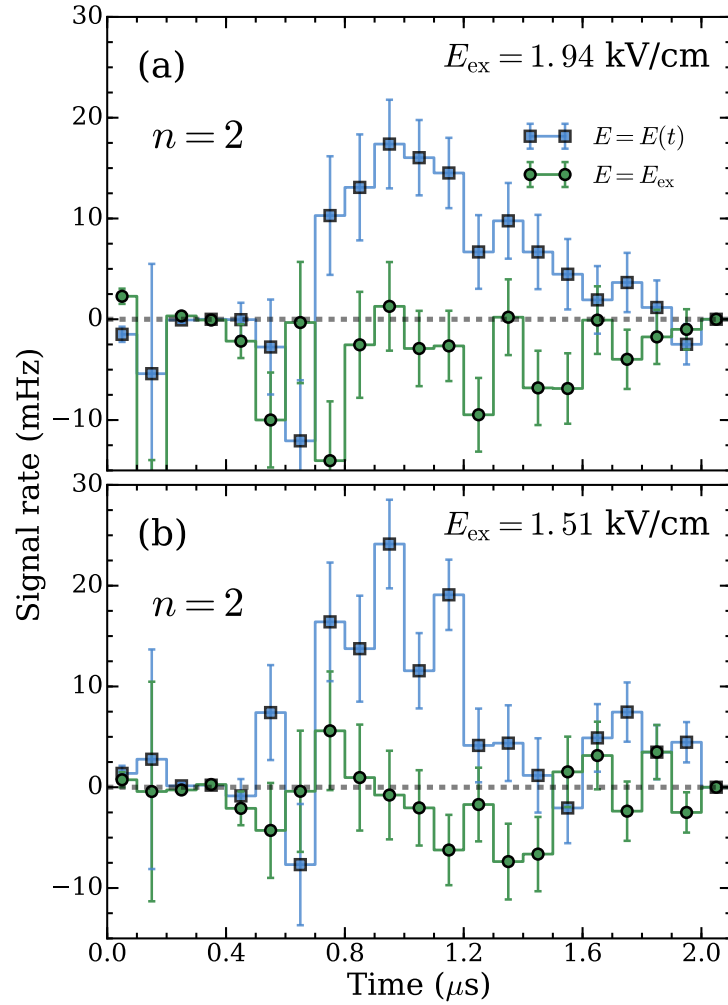 30
20
10
0
−10
(a)
E_ex = 1.94 kV/cm
n = 2
E = E(t)
E = E_ex
Signal rate (mHz)
30
20
10
0
−10
(b)
E_ex = 1.51 kV/cm
n = 2
0.0 0.4 0.8 1.2 1.6 2.0
Time (μs)